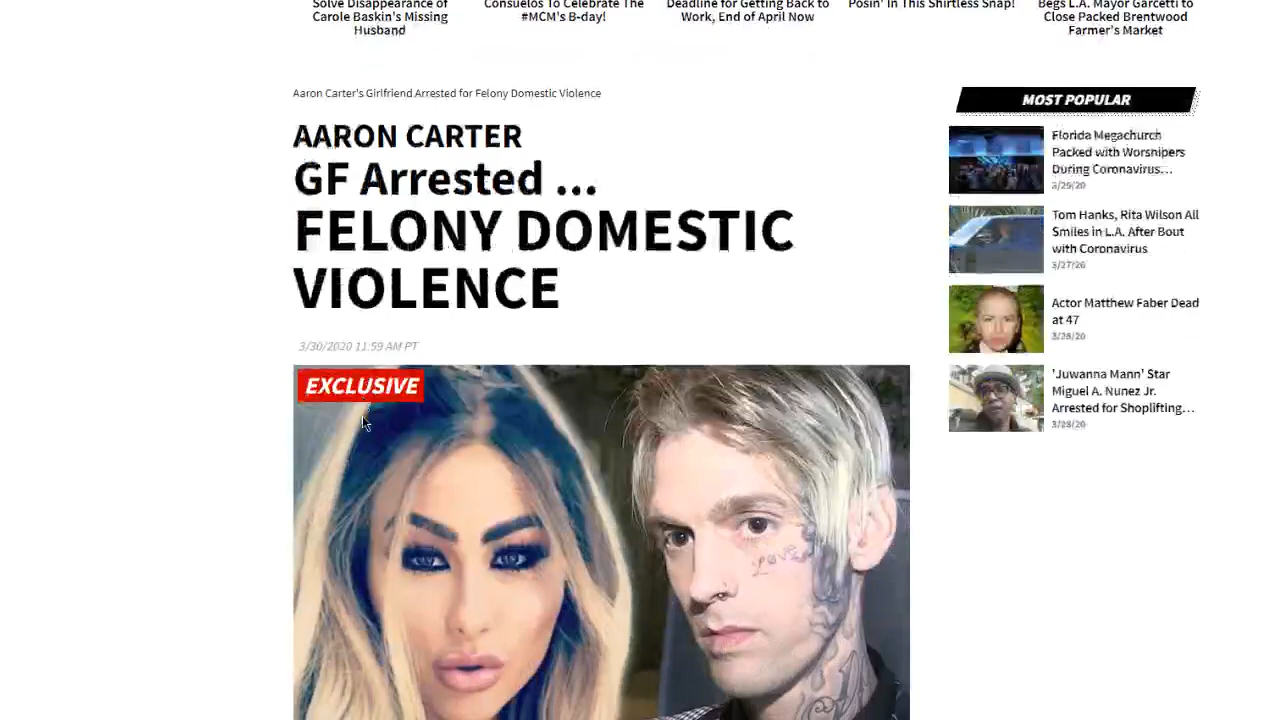 Solve Disappearance of
Carole Baskin's Missing
Husband
Consuelos To Celebrate The
#MCM's B-day!
Deadline for Getting Back to
Work, End of April Now
Posin' In This Shirtless Snap!
Begs L.A. Mayor Garcetti to
Close Packed Brentwood
Farmer's Market
Aaron Carter's Girlfriend Arrested for Felony Domestic Violence
AARON CARTER
GF Arrested ...
FELONY DOMESTIC
VIOLENCE
3/30/2020 11:59 AM PT
EXCLUSIVE
MOST POPULAR
Florida Megachurch
Packed with Worshipers
During Coronavirus...
3/29/20
Tom Hanks, Rita Wilson All
Smiles in L.A. After Bout
with Coronavirus
3/27/20
Actor Matthew Faber Dead
at 47
3/28/20
'Juwanna Mann' Star
Miguel A. Nunez Jr.
Arrested for Shoplifting...
3/28/20